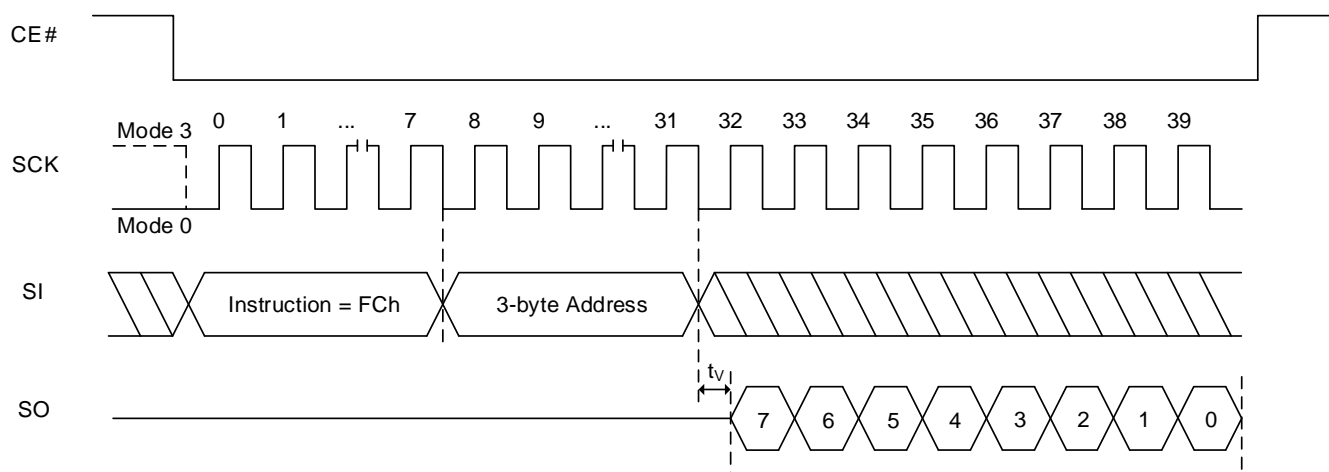 CE#
0 1 ... 7 8 9 ... 31 32 33 34 35 36 37 38 39
Mode 3
SCK
Mode 0
SI
Instruction = FCh 3-byte Address
tV
SO
7 6 5 4 3 2 1 0